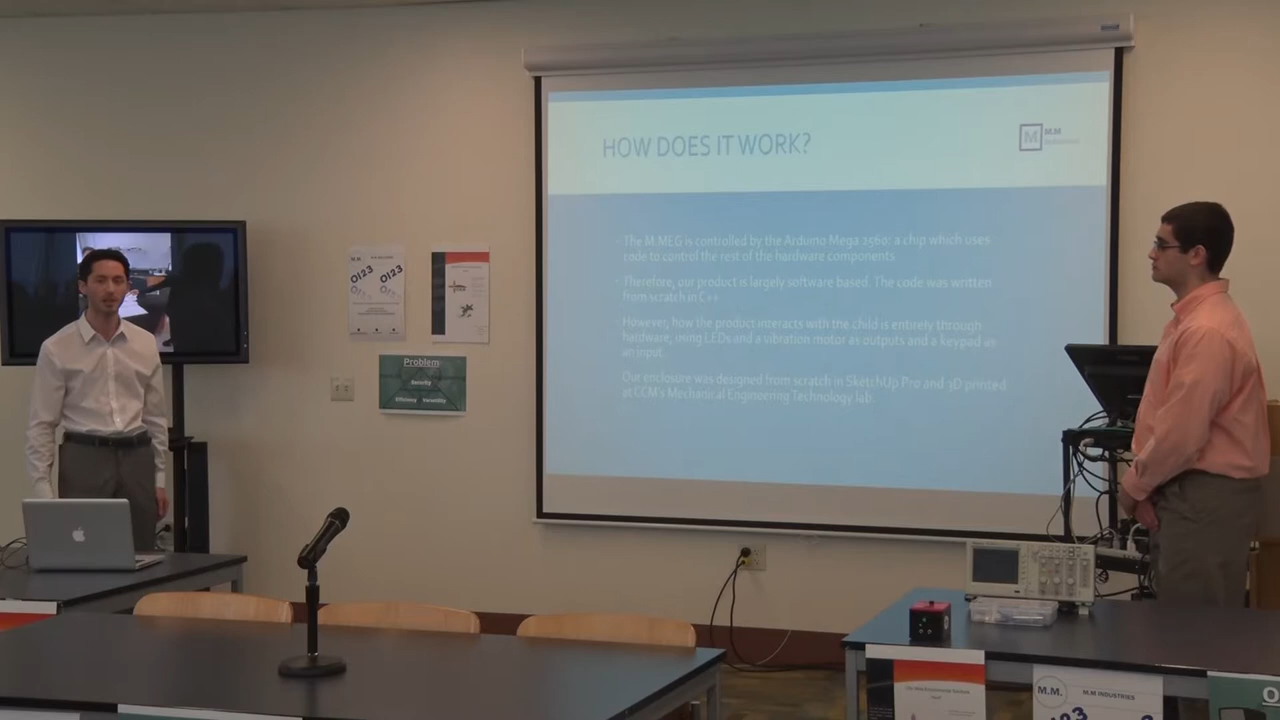 HOW DOES IT WORK?
M
M.M
Industries
The M.MEG is controlled by the Arduino Mega 2560: a chip which uses
code to control the rest of the hardware components
Therefore, our product is largely software based. The code was written
from scratch in C++
However, how the product interacts with the child is entirely through
hardware, using LEDs and a vibration motor as outputs and a keypad as
an input.
Our enclosure was designed from scratch in SketchUp Pro and 3D printed
at CCM's Mechanical Engineering Technology lab.
M.M.
M.M INDUSTRIES
0123
0123
Problem
Security
Efficiency
Versatility
M.M.
M.M INDUSTRIES
0123